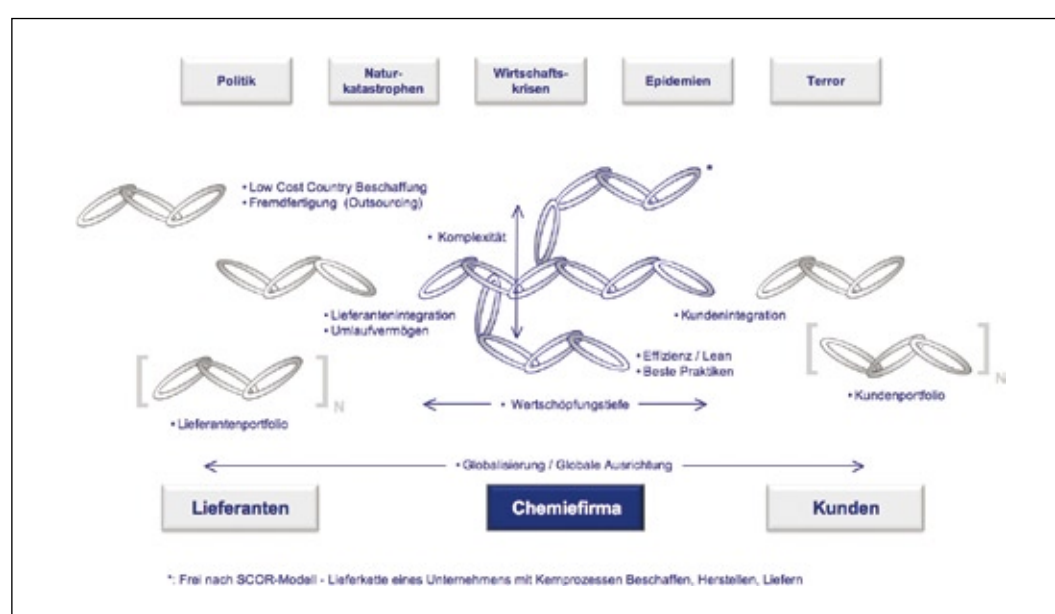 Politik
Natur-
katastrophen
Wirtschafts-
krisen
Epidemien
Terror
*
• Low Cost Country Beschaffung
• Fremdfertigung (Outsourcing)
• Komplexität
• Lieferantenintegration
• Umlaufvermögen
• Kundenintegration
• Effizienz / Lean
• Beste Praktiken
[ ] N
• Lieferantenportfolio
[ ] N
• Kundenportfolio
• Wertschöpfungstiefe
• Globalisierung / Globale Ausrichtung
Lieferanten
Chemiefirma
Kunden
*: Frei nach SCOR-Modell - Lieferkette eines Unternehmens mit Kernprozessen Beschaffen, Herstellen, Liefern